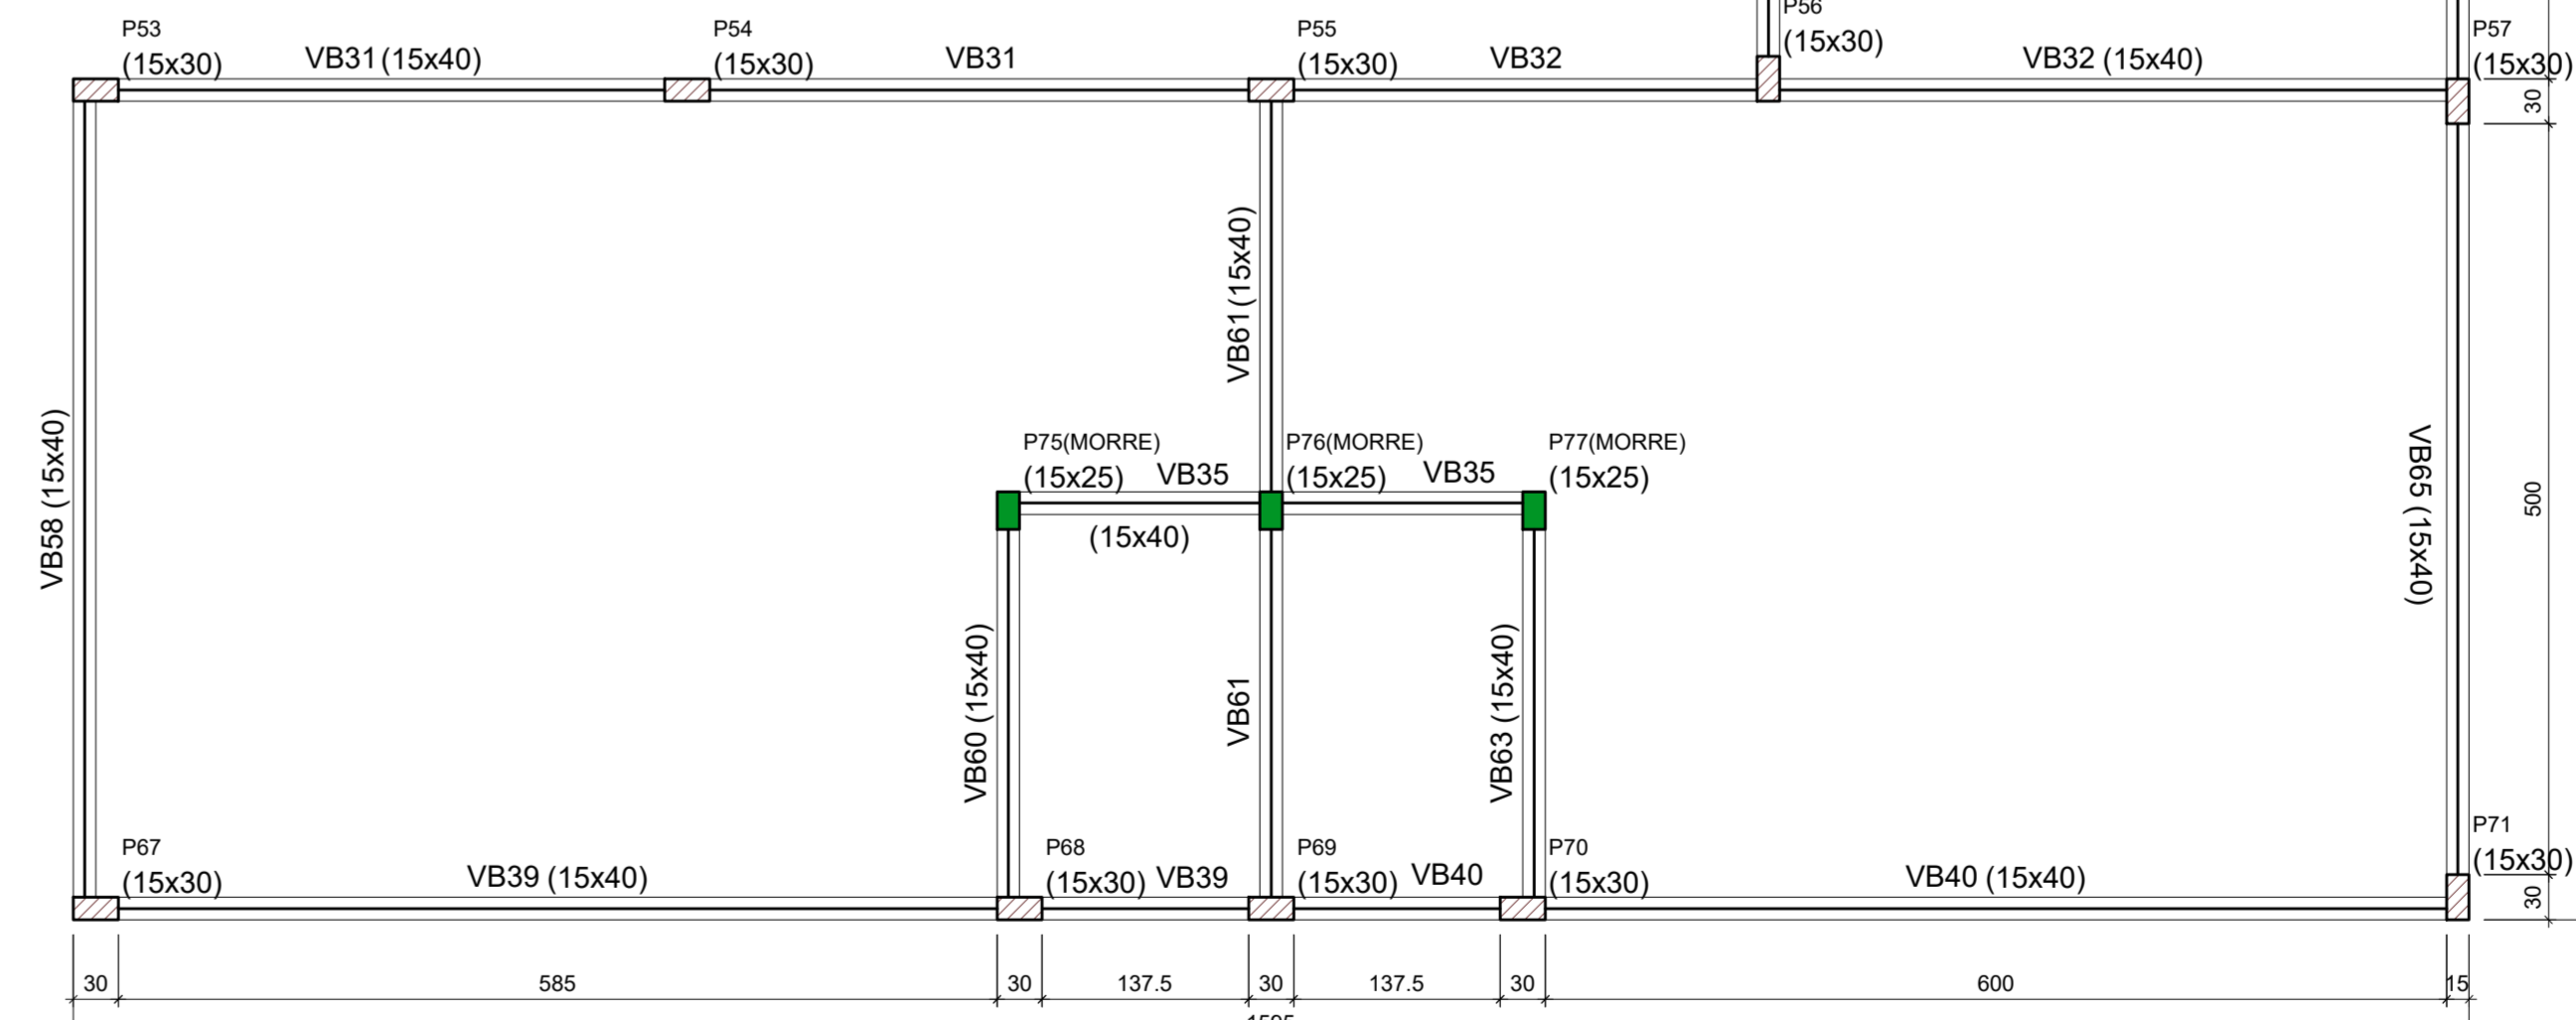 P53
(15x30)
VB31 (15x40)
P54
(15x30)
VB31
P55
(15x30)
VB32
P56
(15x30)
VB32 (15x40)
P57
(15x30)
30
VB61 (15x40)
VB58 (15x40)
P75(MORRE)
(15x25)
VB35
(15x40)
P76(MORRE)
(15x25)
VB35
P77(MORRE)
(15x25)
VB65 (15x40)
500
VB60 (15x40)
VB61
VB63 (15x40)
P67
(15x30)
VB39 (15x40)
P68
(15x30)
VB39
P69
(15x30)
VB40
P70
(15x30)
VB40 (15x40)
P71
(15x30)
30
30
585
30
137.5
30
137.5
30
600
15
1595